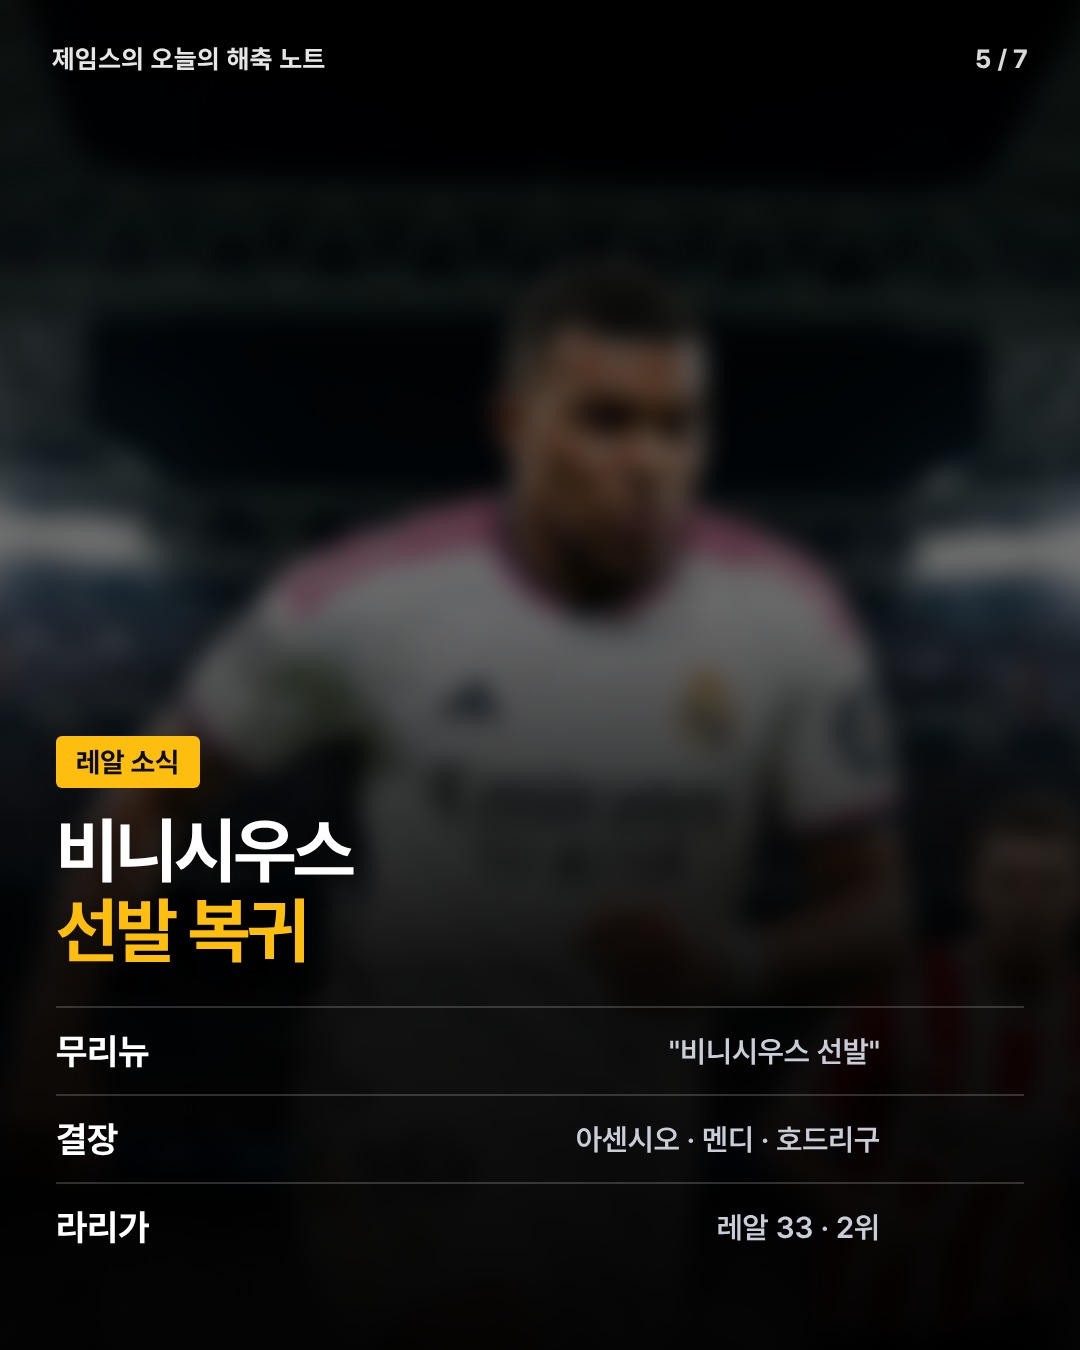 제임스의 오늘의 해축 노트
5 / 7
레알 소식
비니시우스
선발 복귀
무리뉴
"비니시우스 선발"
결장
아센시오 · 멘디 · 호드리구
라리가
레알 33 · 2위